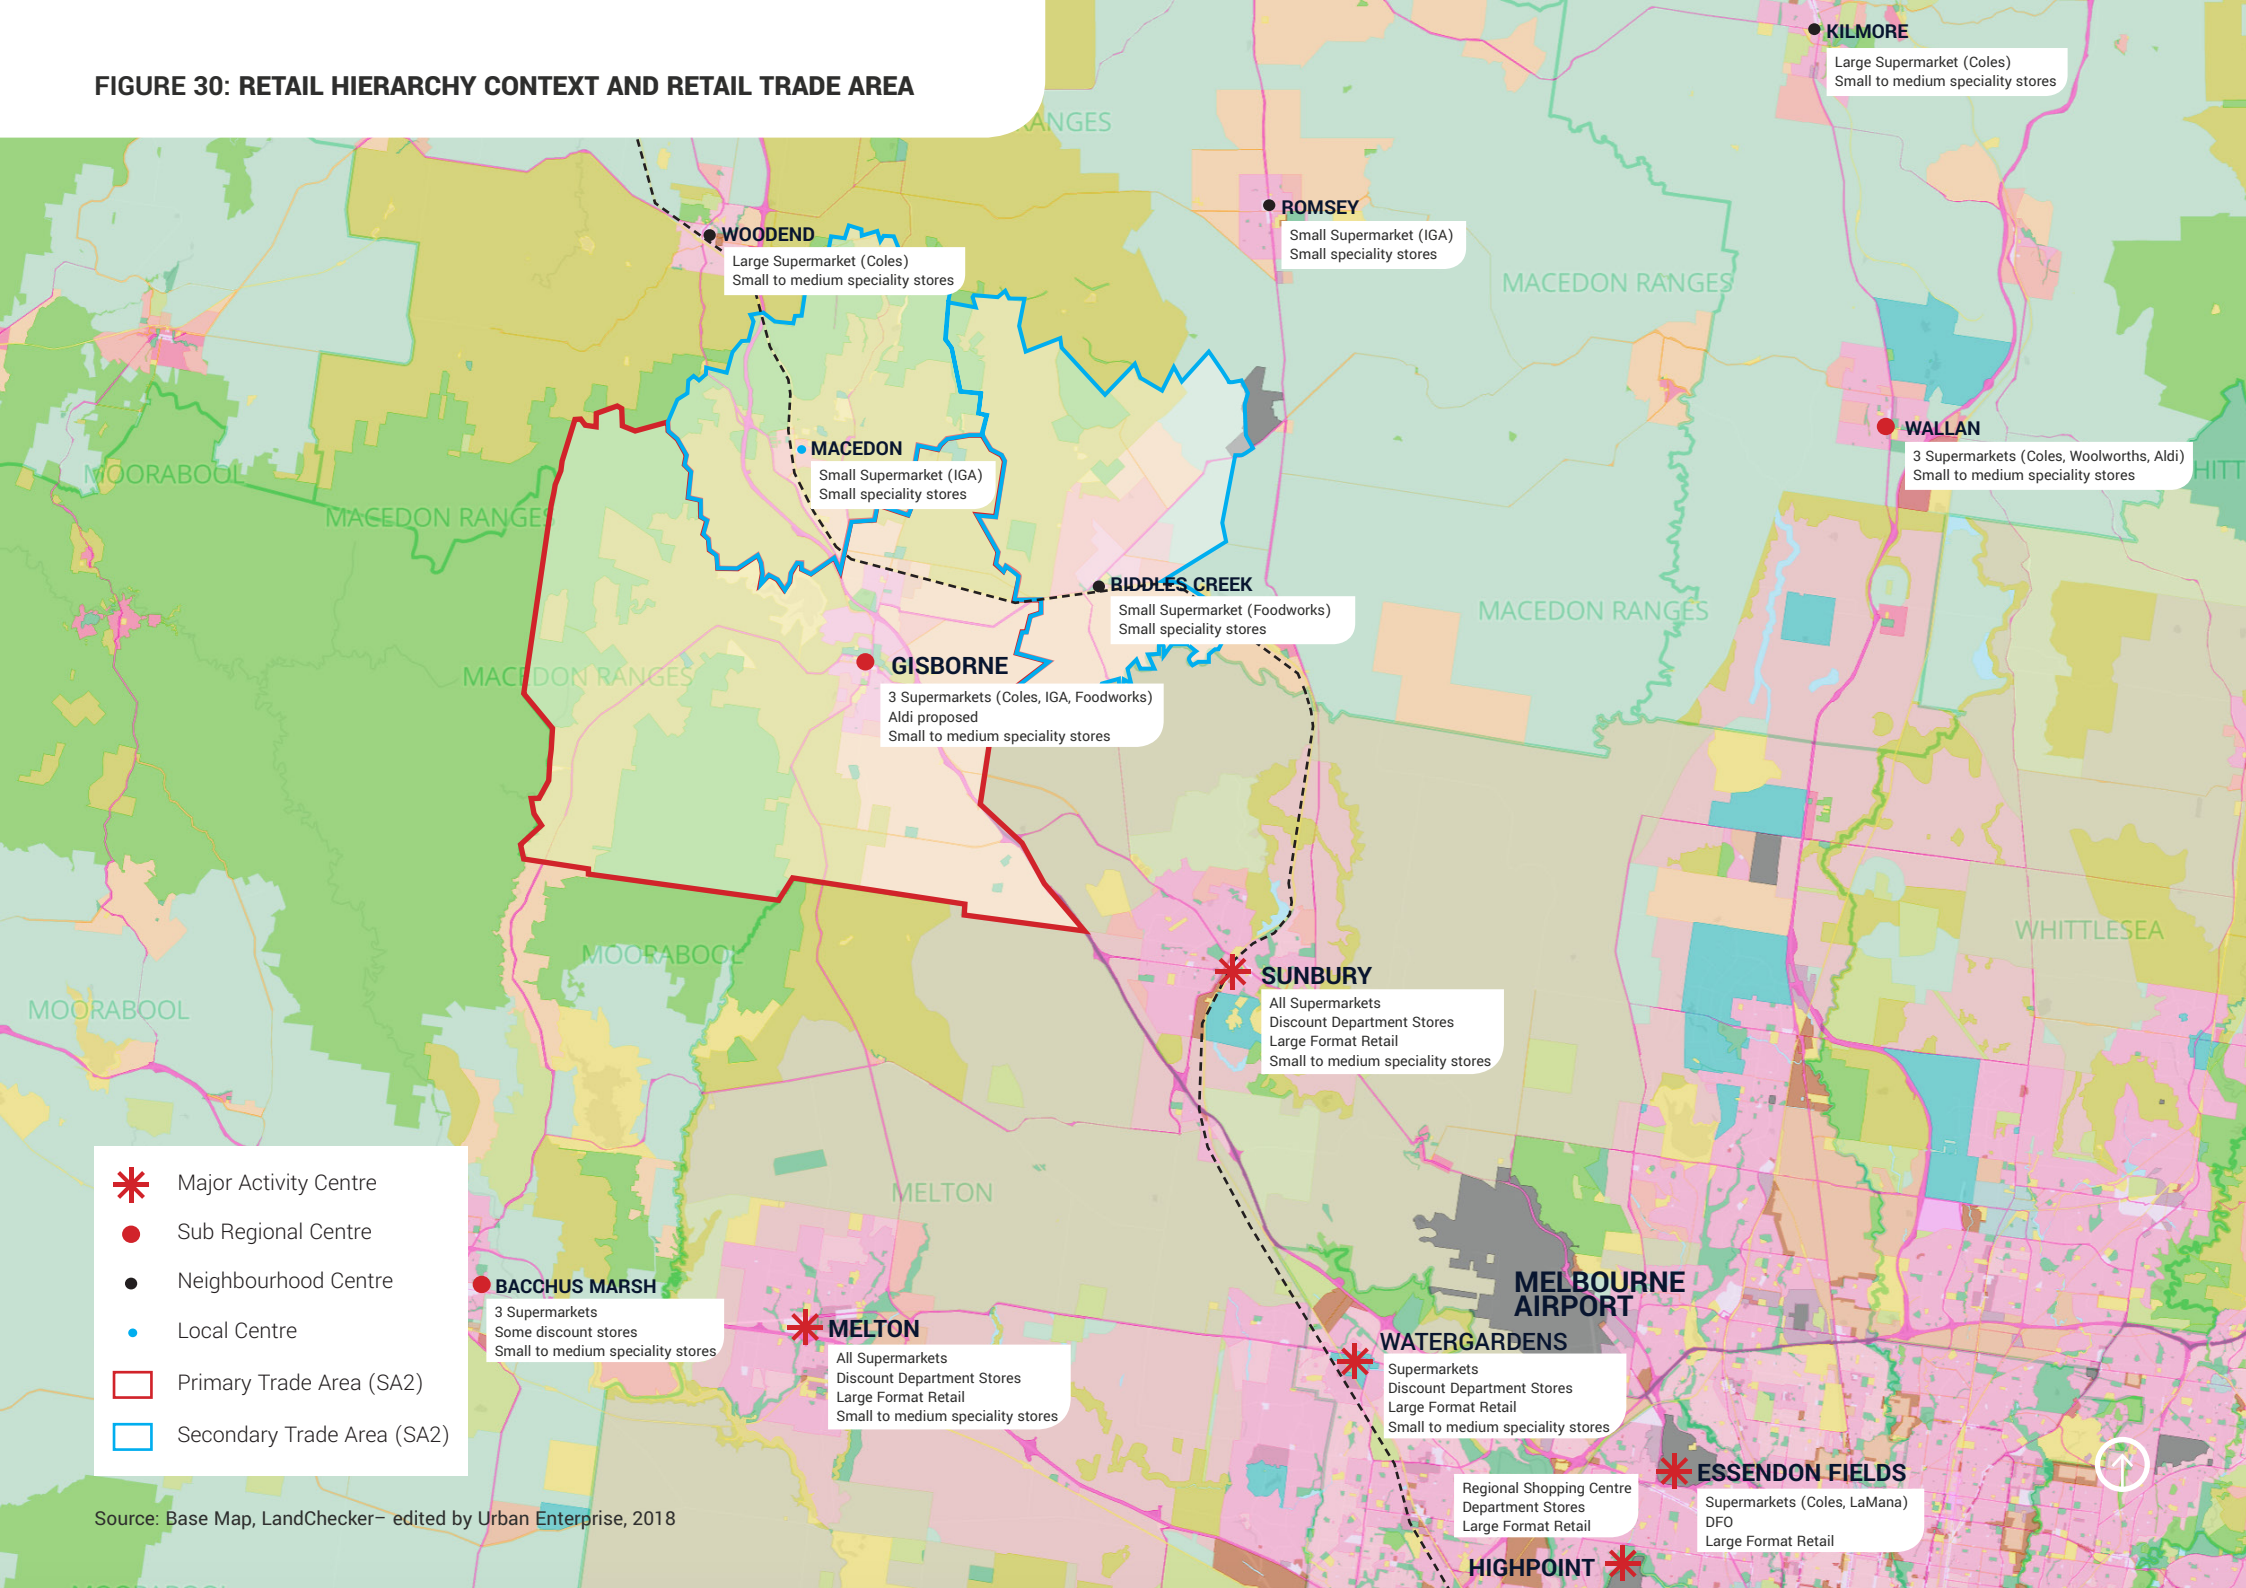 FIGURE 30: RETAIL HIERARCHY CONTEXT AND RETAIL TRADE AREA
KILMORE
Large Supermarket (Coles)
Small to medium speciality stores
RANGES
ROMSEY
Small Supermarket (IGA)
Small speciality stores
WOODEND
Large Supermarket (Coles)
Small to medium speciality stores
MACEDON RANGES
WALLAN
3 Supermarkets (Coles, Woolworths, Aldi)
Small to medium speciality stores
HITT
MACEDON
Small Supermarket (IGA)
Small speciality stores
MOORABOOL
MACEDON RANGES
RIDDLES CREEK
Small Supermarket (Foodworks)
Small speciality stores
MACEDON RANGES
GISBORNE
3 Supermarkets (Coles, IGA, Foodworks)
Aldi proposed
Small to medium speciality stores
MACEDON RANGES
WHITTLESEA
MOORABOOL
SUNBURY
All Supermarkets
Discount Department Stores
Large Format Retail
Small to medium speciality stores
MOORABOOL
MELTON
Major Activity Centre
Sub Regional Centre
Neighbourhood Centre
Local Centre
Primary Trade Area (SA2)
Secondary Trade Area (SA2)
BACCHUS MARSH
3 Supermarkets
Some discount stores
Small to medium speciality stores
MELTON
All Supermarkets
Discount Department Stores
Large Format Retail
Small to medium speciality stores
MELBOURNE
AIRPORT
WATERGARDENS
Supermarkets
Discount Department Stores
Large Format Retail
Small to medium speciality stores
ESSENDON FIELDS
Supermarkets (Coles, LaMana)
DFO
Large Format Retail
Regional Shopping Centre
Department Stores
Large Format Retail
HIGHPOINT
Source: Base Map, LandChecker– edited by Urban Enterprise, 2018
MOORABOOL